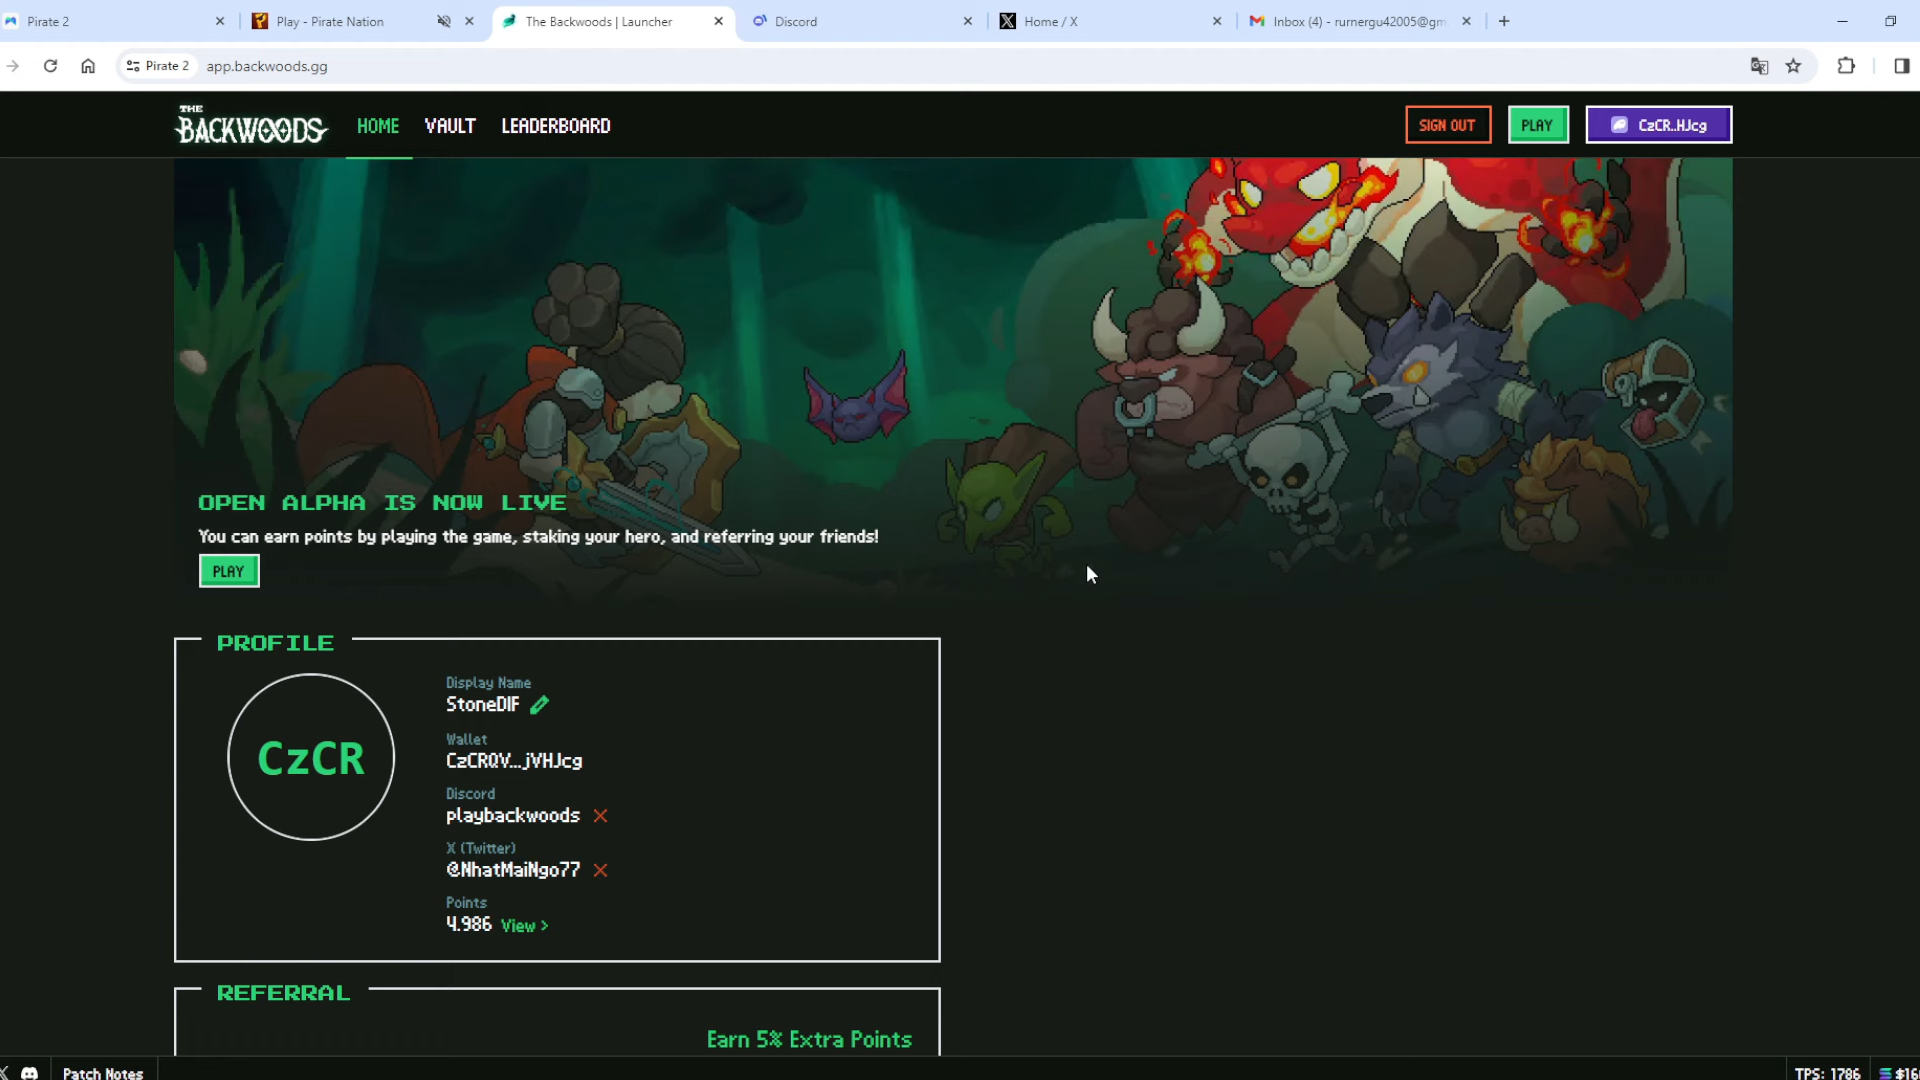 Pirate 2
Play - Pirate Nation
The Backwoods | Launcher
Discord
Home / X
Inbox (4) - rurnergu42005@gm
Pirate 2
app.backwoods.gg
THE
BACKWOODS
HOME
VAULT
LEADERBOARD
SIGN OUT
PLAY
CzCR..HJcg
OPEN ALPHA IS NOW LIVE
You can earn points by playing the game, staking your hero, and referring your friends!
PLAY
PROFILE
CzCR
Display Name
StoneDIF
Wallet
CzCRQV...jVHJcg
Discord
playbackwoods
X (Twitter)
@NhatMaiNgo77
Points
4.986 View >
REFERRAL
Earn 5% Extra Points
Patch Notes
TPS: 1786